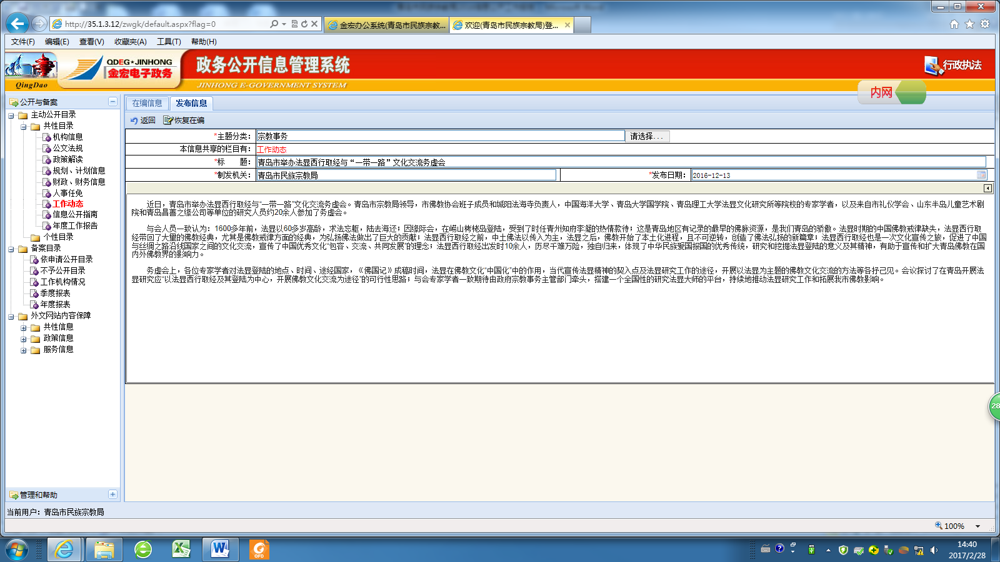 http://35.1.3.12/zwgk/default.aspx?flag=0
金宏办公系统(青岛市民族宗教...
欢迎(青岛市民族宗教局)登...
文件(F) 编辑(E) 查看(V) 收藏夹(A) 工具(T) 帮助(H)
QingDao
QDEG★JINHONG
金宏电子政务
政务公开信息管理系统
JINHONG E-GOVERNMENT SYSTEM
行政执法
内网
公开与备案
主动公开目录
共性目录
机构信息
公文法规
政策解读
规划、计划信息
财政、财务信息
人事任免
工作动态
信息公开指南
年度工作报告
个性目录
备案目录
依申请公开目录
不予公开目录
工作机构情况
季度报表
年度报表
外文网站内容保障
共性信息
政策信息
服务信息
管理和帮助
在编信息 发布信息
返回 恢复在编
*主题分类： 宗教事务 请选择...
本信息共享的栏目有： 工作动态
*标 题： 青岛市举办法显西行取经与“一带一路”文化交流务虚会
*制发机关： 青岛市民族宗教局 *发布日期： 2016-12-13
近日，青岛市举办法显西行取经与“一带一路”文化交流务虚会。青岛市宗教局领导，市佛教协会班子成员和城阳法海寺负责人，中国海洋大学、青岛大学国学院、青岛理工大学法显文化研究所等院校的专家学者，以及来自市礼仪学会、山东半岛儿童艺术剧
院和青岛昌善之缘公司等单位的研究人员约20余人参加了务虚会。
与会人员一致认为：1600多年前，法显以60多岁高龄，求法忘躯，陆去海还；因缘际会，在崂山栲栳岛登陆，受到了时任青州知府李嶷的热情款待；这是青岛地区有记录的最早的佛脉资源，是我们青岛的骄傲。法显时期的中国佛教戒律缺失，法显西行取
经带回了大量的佛教经典，尤其是佛教戒律方面的经典，为弘扬佛法做出了巨大的贡献；法显西行取经之前，中土佛法以传入为主，法显之后，佛教开始了本土化进程，且不可逆转，创造了佛法弘扬的新篇章；法显西行取经也是一次文化宣传之旅，促进了中国
与丝绸之路沿线国家之间的文化交流，宣传了中国优秀文化“包容、交流、共同发展”的理念；法显西行取经出发时10余人，历尽千难万险，独自归来，体现了中华民族爱国报国的优秀传统，研究和挖掘法显登陆的意义及其精神，有助于宣传和扩大青岛佛教在国
内外佛教界的影响力。
务虚会上，各位专家学者对法显登陆的地点、时间、途经国家，《佛国记》成稿时间，法显在佛教文化“中国化”中的作用，当代宣传法显精神的契入点及法显研究工作的途径，开展以法显为主题的佛教文化交流的方法等各抒己见。会议探讨了在青岛开展法
显研究应“以法显西行取经及其登陆为中心，开展佛教文化交流为途径”的可行性思路；与会专家学者一致期待由政府宗教事务主管部门牵头，搭建一个全国性的研究法显大师的平台，持续地推动法显研究工作和拓展我市佛教影响。
28
当前用户：青岛市民族宗教局
100%
OFD
14:40
2017/2/28